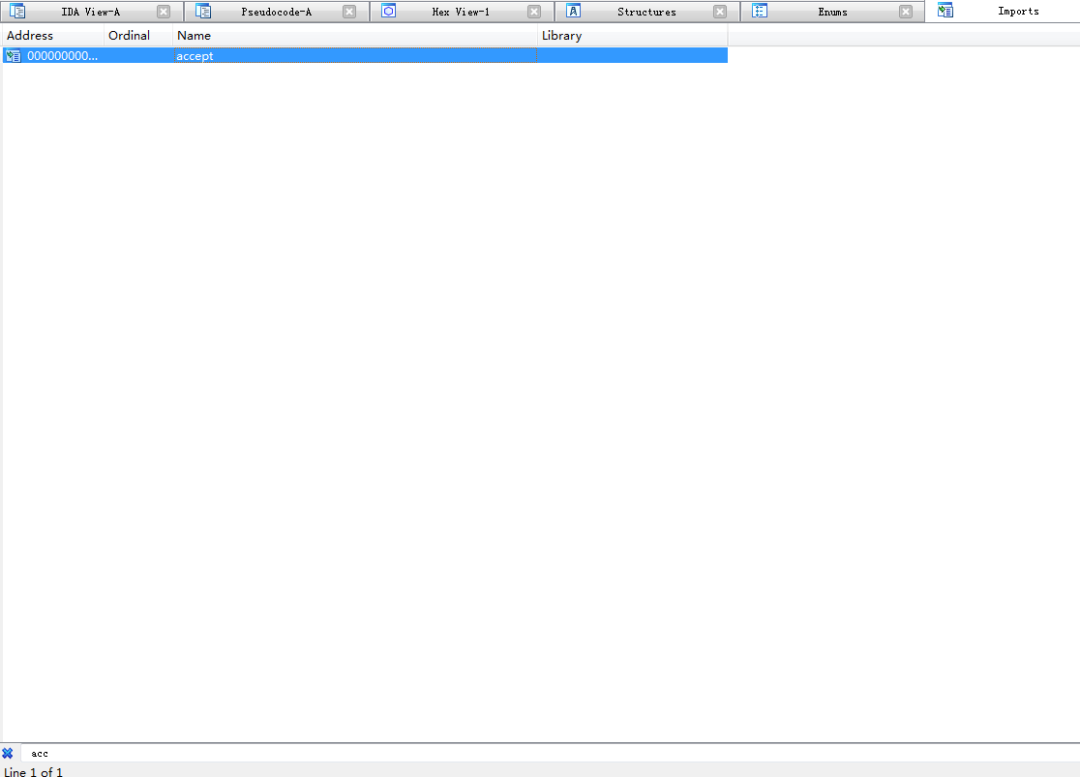 IDA View-A Pseudocode-A Hex View-1 Structures Enums Imports
Address Ordinal Name Library
000000000... accept
acc
Line 1 of 1